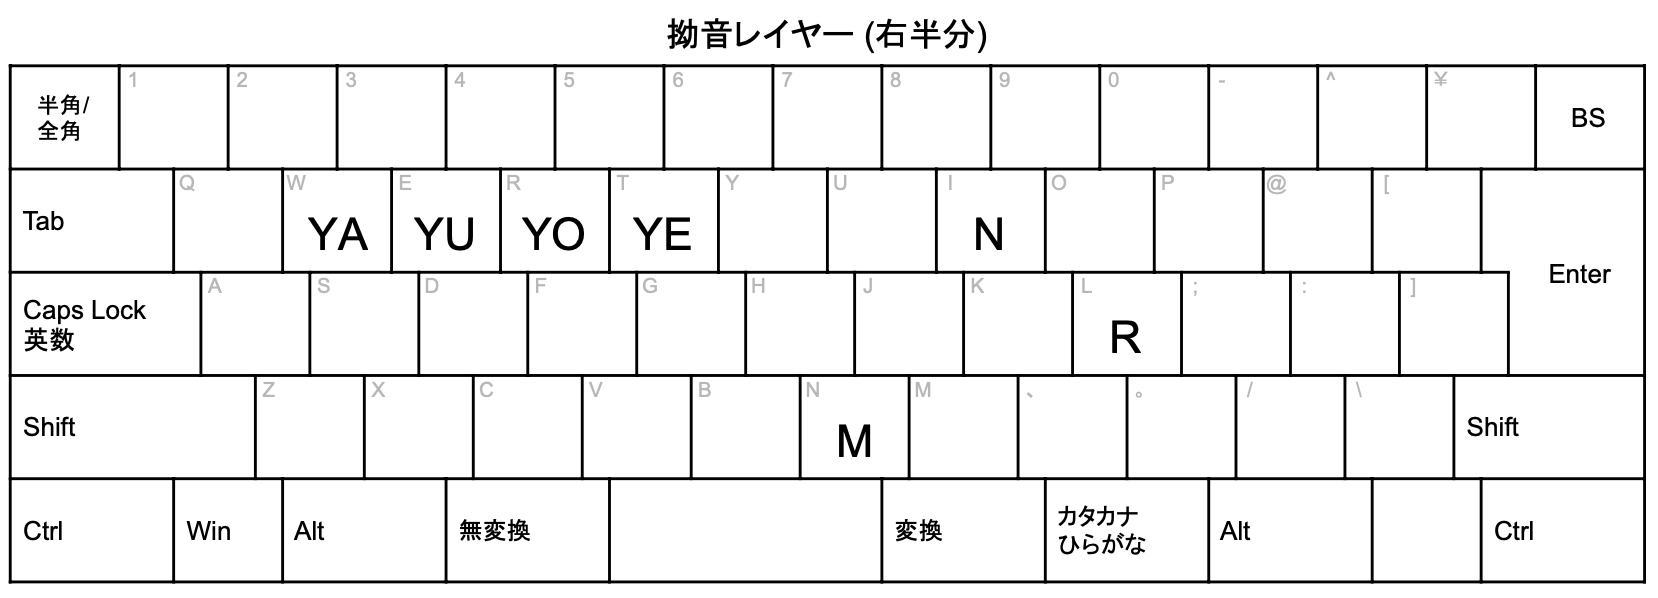 拗音レイヤー (右半分)
半角/
全角
1 2 3 4 5 6 7 8 9 0 - ^ ¥
BS
Tab
Q W E R T Y U I O P @ [
YA YU YO YE N
Enter
Caps Lock
英数
A S D F G H J K L ; : ]
R
Shift
Z X C V B N M 、 。 / \
M
Shift
Ctrl Win Alt 無変換 変換
カタカナ
ひらがな
Alt Ctrl